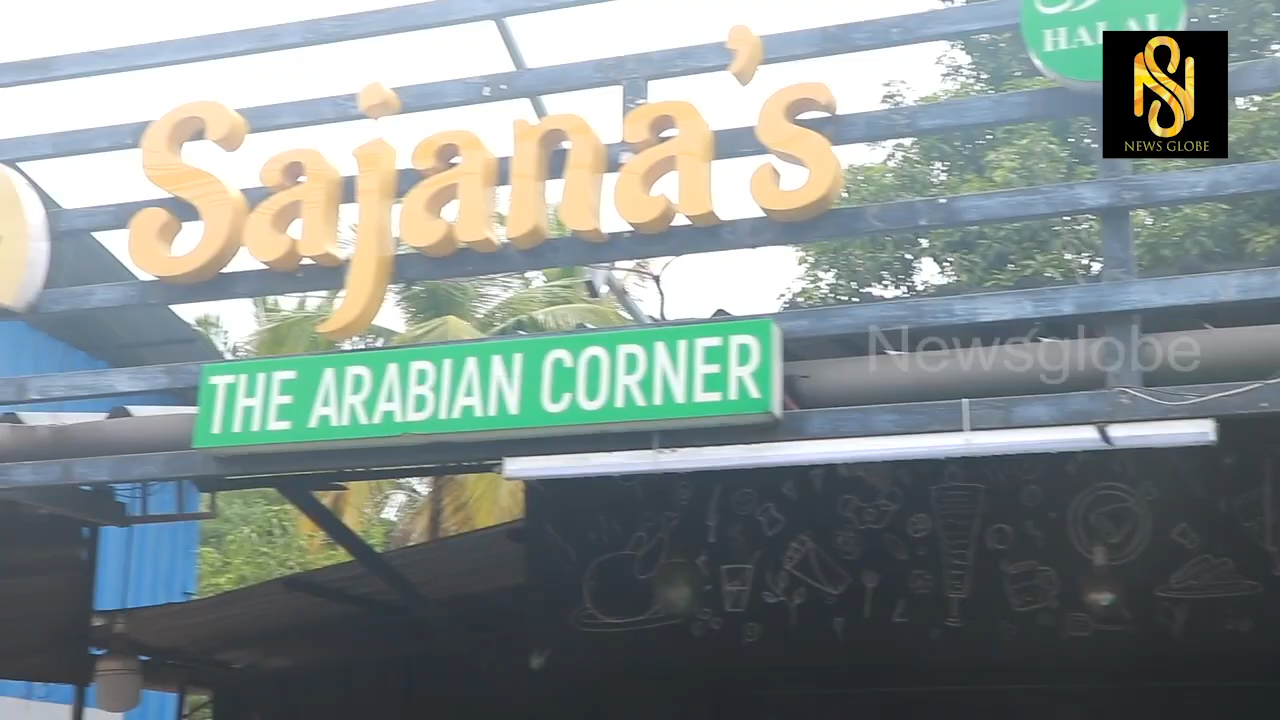 HALAL
NEWS GLOBE
Sajana's
Newsglobe
THE ARABIAN CORNER